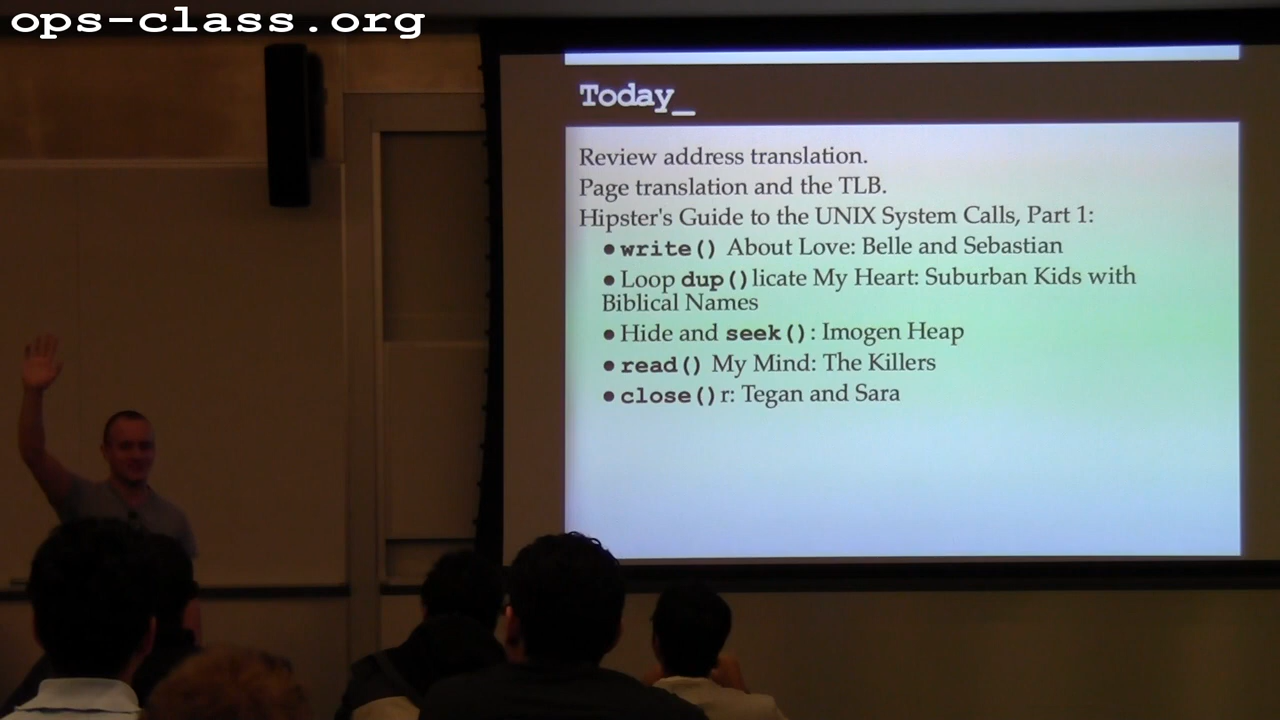 ops-class.org
Today_
Review address translation.
Page translation and the TLB.
Hipster's Guide to the UNIX System Calls, Part 1:
● write() About Love: Belle and Sebastian
● Loop dup()licate My Heart: Suburban Kids with
Biblical Names
● Hide and seek(): Imogen Heap
● read() My Mind: The Killers
● close()r: Tegan and Sara